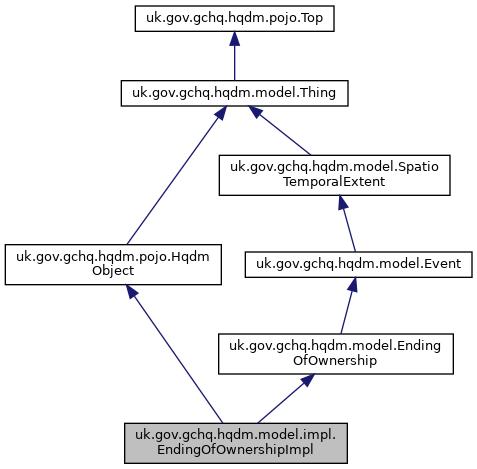 uk.gov.gchq.hqdm.pojo.Top
uk.gov.gchq.hqdm.model.Thing
uk.gov.gchq.hqdm.model.Spatio
TemporalExtent
uk.gov.gchq.hqdm.pojo.Hqdm
Object
uk.gov.gchq.hqdm.model.Event
uk.gov.gchq.hqdm.model.Ending
OfOwnership
uk.gov.gchq.hqdm.model.impl.
EndingOfOwnershipImpl